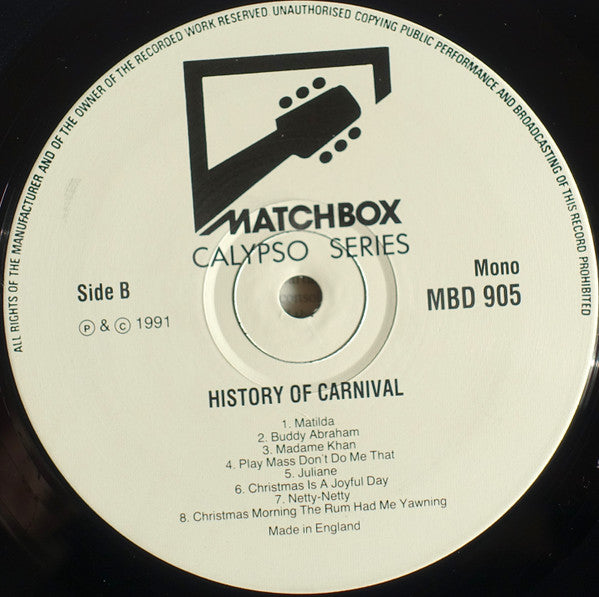 ALL RIGHTS OF THE MANUFACTURER AND OF THE OWNER OF THE RECORDED WORK RESERVED UNAUTHORISED COPYING PUBLIC PERFORMANCE AND BROADCASTING OF THIS RECORD PROHIBITED
MATCHBOX
CALYPSO SERIES
Side B
Ⓟ & © 1991
Mono
MBD 905
HISTORY OF CARNIVAL
1. Matilda
2. Buddy Abraham
3. Madame Khan
4. Play Mass Don't Do Me That
5. Juliane
6. Christmas Is A Joyful Day
7. Netty-Netty
8. Christmas Morning The Rum Had Me Yawning
Made in England